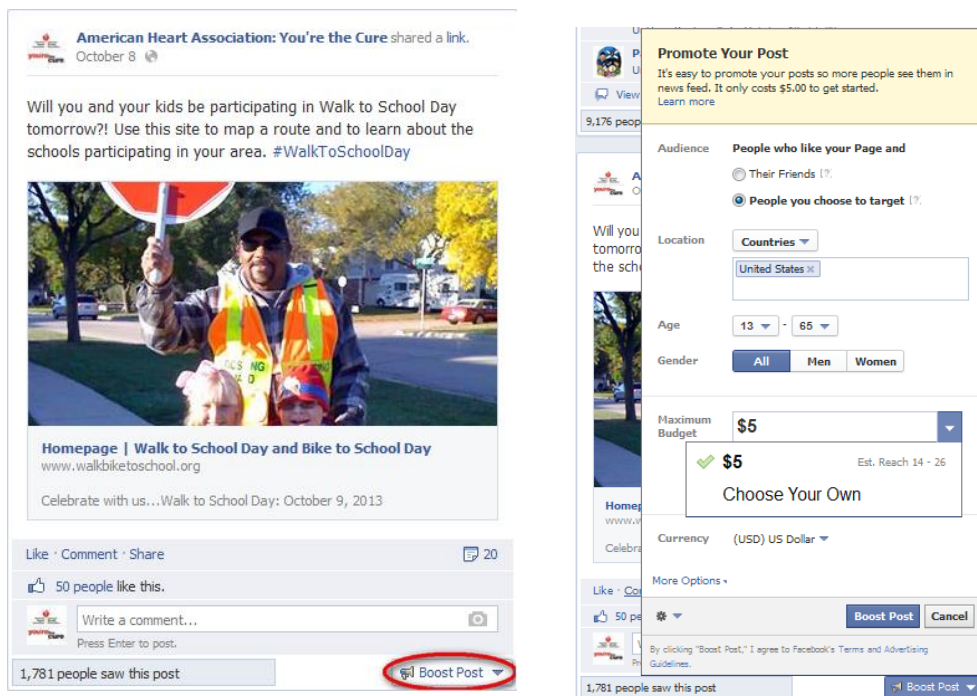 American Heart Association: You're the Cure shared a link.
October 8
you're the Cure
Will you and your kids be participating in Walk to School Day
tomorrow?! Use this site to map a route and to learn about the
schools participating in your area. #WalkToSchoolDay
Homepage | Walk to School Day and Bike to School Day
www.walkbiketoschool.org
Celebrate with us...Walk to School Day: October 9, 2013
Like · Comment · Share
20
50 people like this.
Write a comment...
Press Enter to post.
1,781 people saw this post
Boost Post
View
9,176 peop
Will you
tomorro
the sch
Homep
www.w
Celebra
Like · Co
50 pe
1,781 people saw this post
Boost Post
Promote Your Post
It's easy to promote your posts so more people see them in
news feed. It only costs $5.00 to get started.
Learn more
Audience People who like your Page and
Their Friends [?]
People you choose to target [?]
Location Countries
United States ×
Age 13 - 65
Gender All Men Women
Maximum
Budget
$5
$5 Est. Reach 14 - 26
Choose Your Own
Currency (USD) US Dollar
More Options
Boost Post Cancel
By clicking "Boost Post," I agree to Facebook's Terms and Advertising
Guidelines.